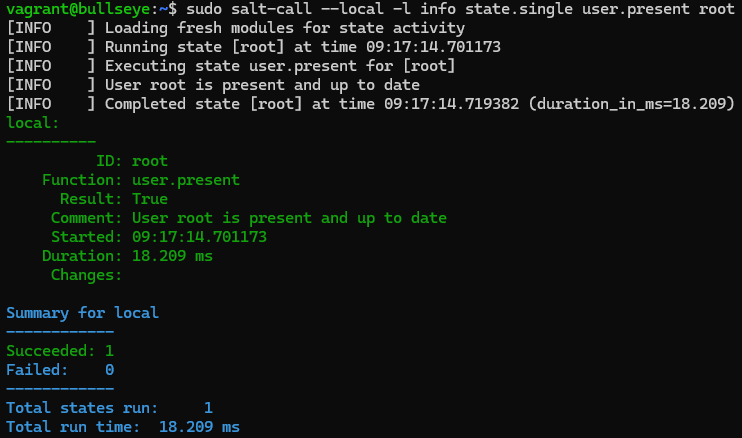 vagrant@bullseye:~$ sudo salt-call --local -l info state.single user.present root
[INFO    ] Loading fresh modules for state activity
[INFO    ] Running state [root] at time 09:17:14.701173
[INFO    ] Executing state user.present for [root]
[INFO    ] User root is present and up to date
[INFO    ] Completed state [root] at time 09:17:14.719382 (duration_in_ms=18.209)
local:
----------
          ID: root
    Function: user.present
      Result: True
     Comment: User root is present and up to date
     Started: 09:17:14.701173
    Duration: 18.209 ms
     Changes:

Summary for local
------------
Succeeded: 1
Failed:    0
------------
Total states run:     1
Total run time:  18.209 ms